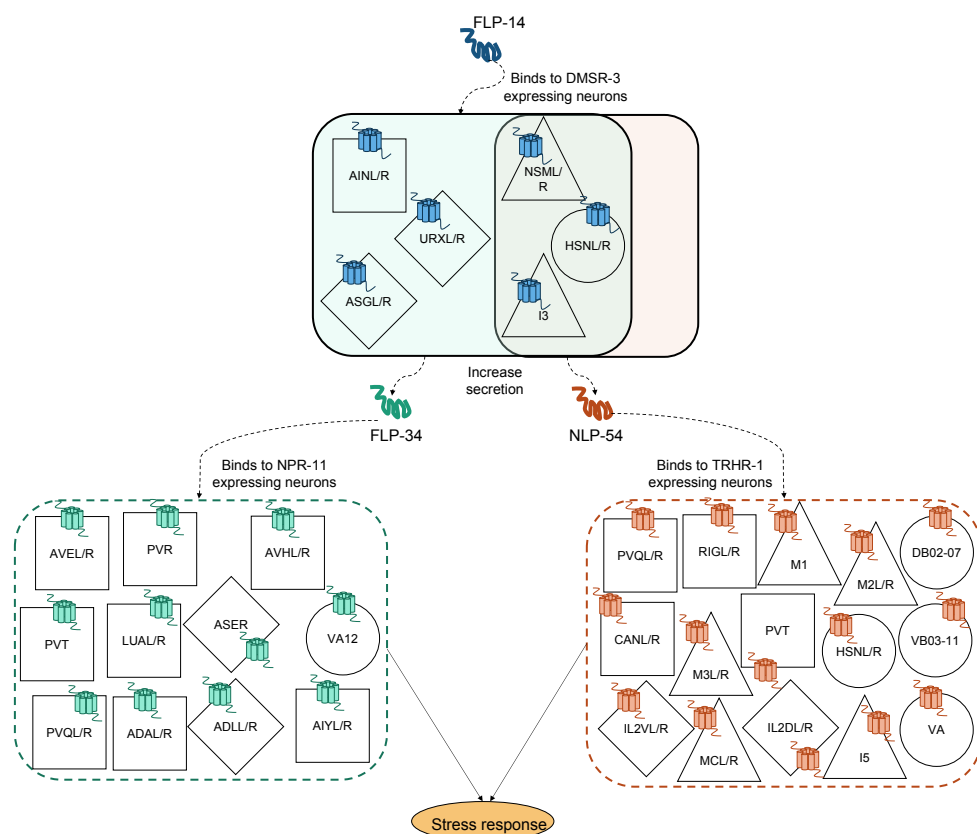 FLP-14
Binds to DMSR-3
expressing neurons
AINL/R
NSML/
R
URXL/R
HSNL/R
ASGL/R
I3
Increase
secretion
FLP-34
NLP-54
Binds to NPR-11
expressing neurons
Binds to TRHR-1
expressing neurons
AVEL/R
PVR
AVHL/R
PVT
LUAL/R
ASER
VA12
PVQL/R
ADAL/R
ADLL/R
AIYL/R
PVQL/R
RIGL/R
M1
M2L/R
DB02-07
CANL/R
M3L/R
PVT
HSNL/R
VB03-11
IL2VL/R
MCL/R
IL2DL/R
I5
VA
Stress response